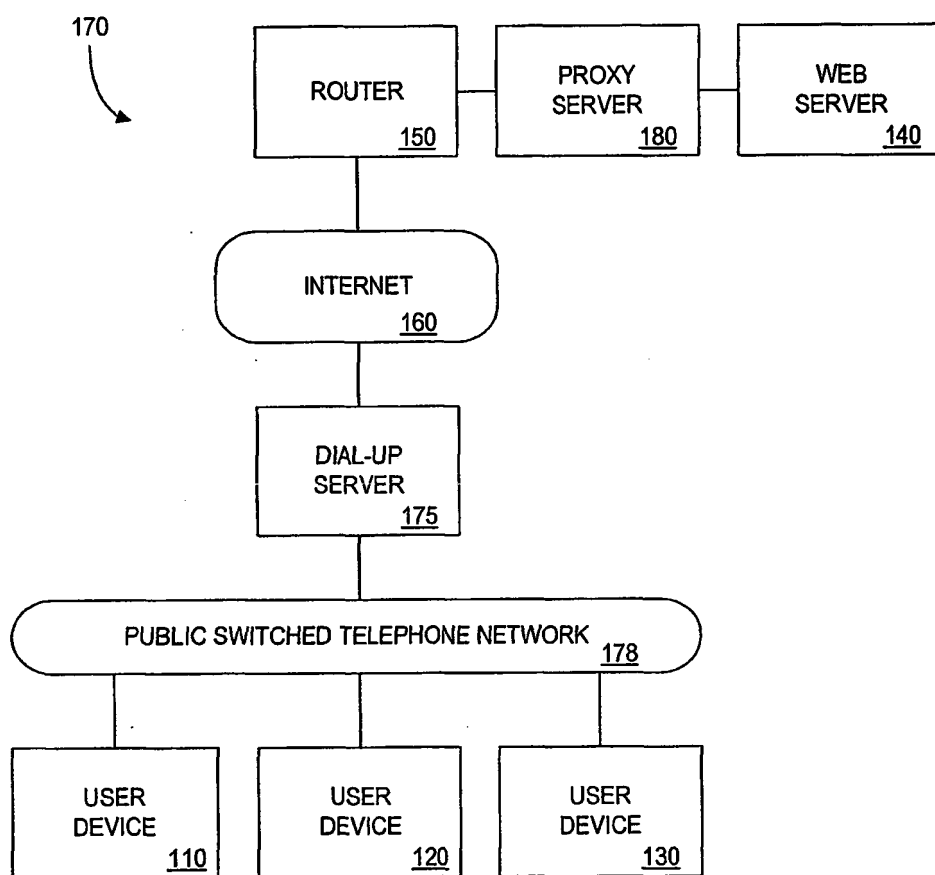 170
ROUTER
150
PROXY
SERVER
180
WEB
SERVER
140
INTERNET
160
DIAL-UP
SERVER
175
PUBLIC SWITCHED TELEPHONE NETWORK
178
USER
DEVICE
110
USER
DEVICE
120
USER
DEVICE
130